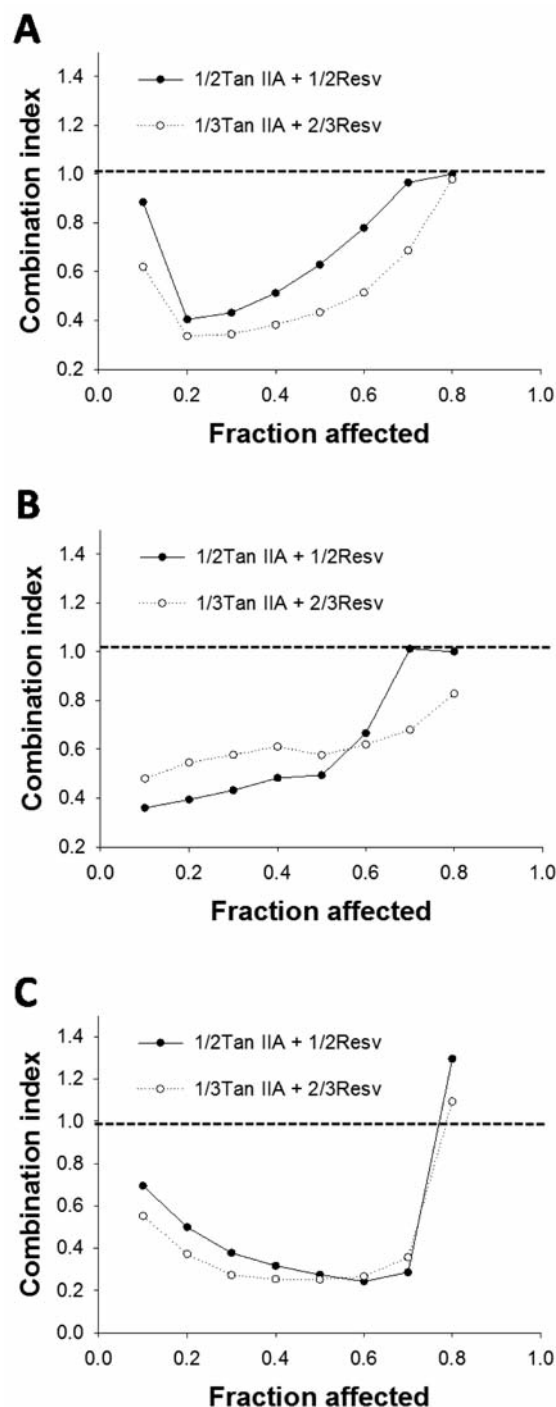 A
Combination index
1.4
1.2
1.0
0.8
0.6
0.4
0.2
1/2Tan IIA + 1/2Resv
1/3Tan IIA + 2/3Resv
0.0 0.2 0.4 0.6 0.8 1.0
Fraction affected
B
Combination index
1.4
1.2
1.0
0.8
0.6
0.4
0.2
1/2Tan IIA + 1/2Resv
1/3Tan IIA + 2/3Resv
0.0 0.2 0.4 0.6 0.8 1.0
Fraction affected
C
Combination index
1.4
1.2
1.0
0.8
0.6
0.4
0.2
0.0
1/2Tan IIA + 1/2Resv
1/3Tan IIA + 2/3Resv
0.0 0.2 0.4 0.6 0.8 1.0
Fraction affected